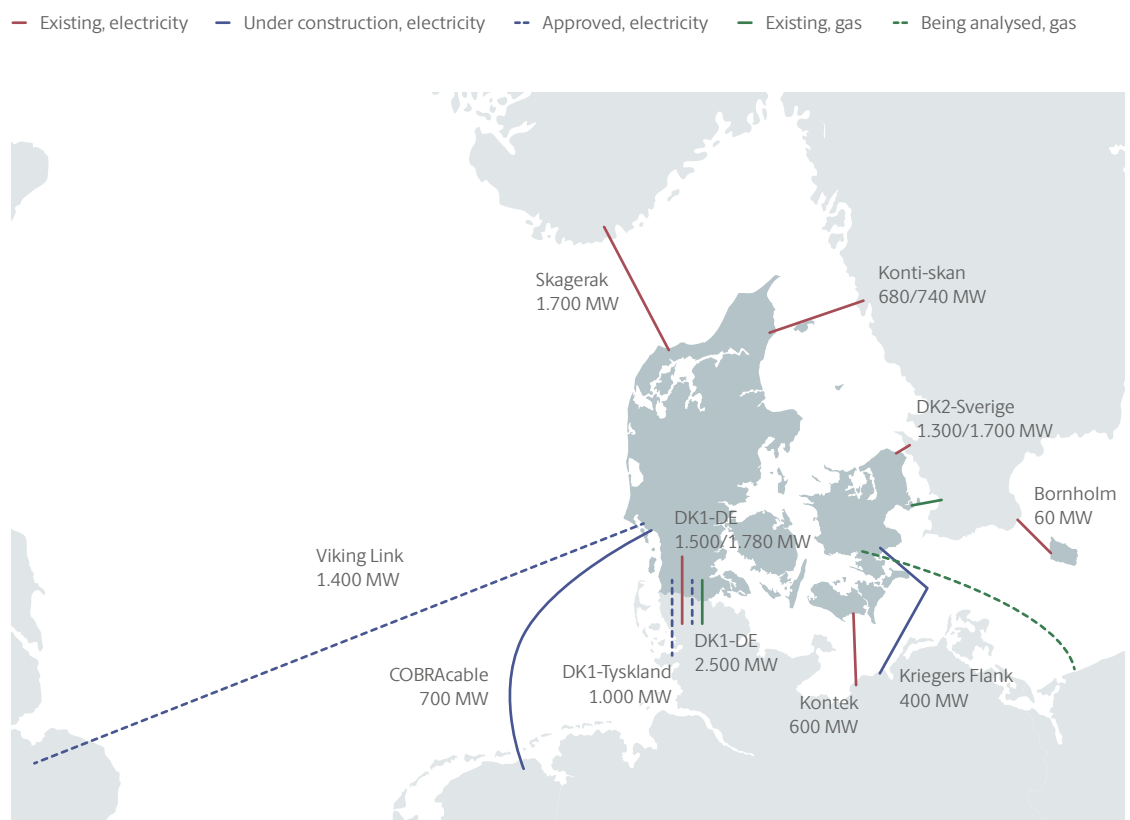 Existing, electricity
Under construction, electricity
Approved, electricity
Existing, gas
Being analysed, gas
Skagerak
1.700 MW
Konti-skan
680/740 MW
DK2-Sverige
1.300/1.700 MW
Bornholm
60 MW
DK1-DE
1.500/1.780 MW
Viking Link
1.400 MW
COBRAcable
700 MW
DK1-Tyskland
1.000 MW
DK1-DE
2.500 MW
Kriegers Flank
400 MW
Kontek
600 MW